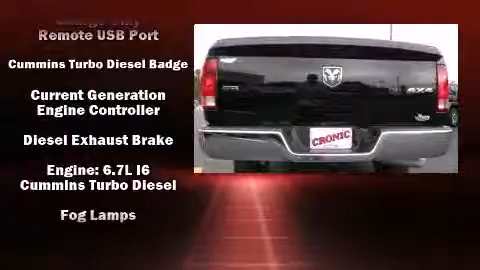 Remote USB Port
Cummins Turbo Diesel Badge
Current Generation
Engine Controller
Diesel Exhaust Brake
Engine: 6.7L I6
Cummins Turbo Diesel
Fog Lamps
4X4
CRONIC